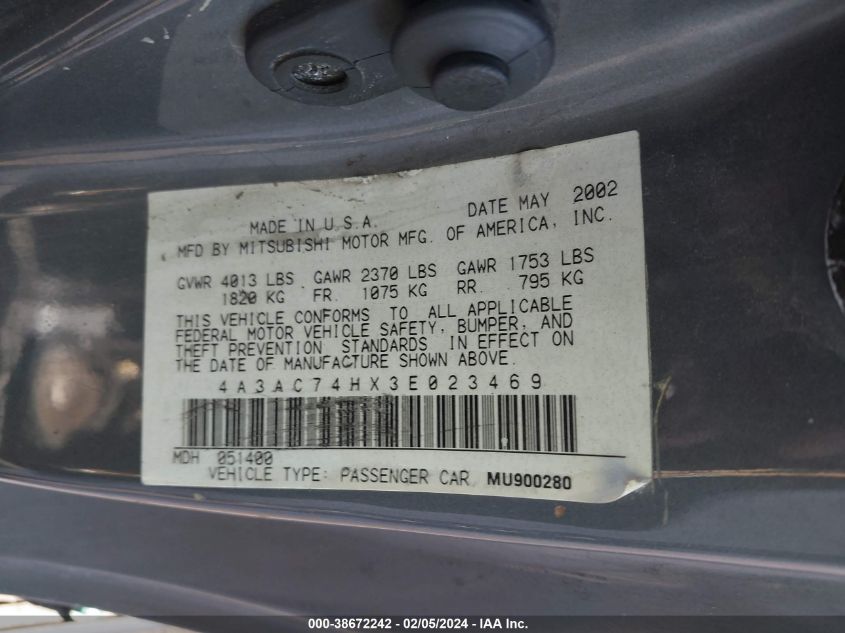 MADE IN U.S.A. DATE MAY 2002
MFD BY MITSUBISHI MOTOR MFG. OF AMERICA, INC.
GVWR 4013 LBS GAWR 2370 LBS GAWR 1753 LBS
1820 KG FR. 1075 KG RR. 795 KG
THIS VEHICLE CONFORMS TO ALL APPLICABLE
FEDERAL MOTOR VEHICLE SAFETY, BUMPER, AND
THEFT PREVENTION STANDARDS IN EFFECT ON
THE DATE OF MANUFACTURE SHOWN ABOVE.
4A3AC74HX3E023469
MDH 051400
VEHICLE TYPE: PASSENGER CAR MU900280
000-38672242 - 02/05/2024 - IAA Inc.